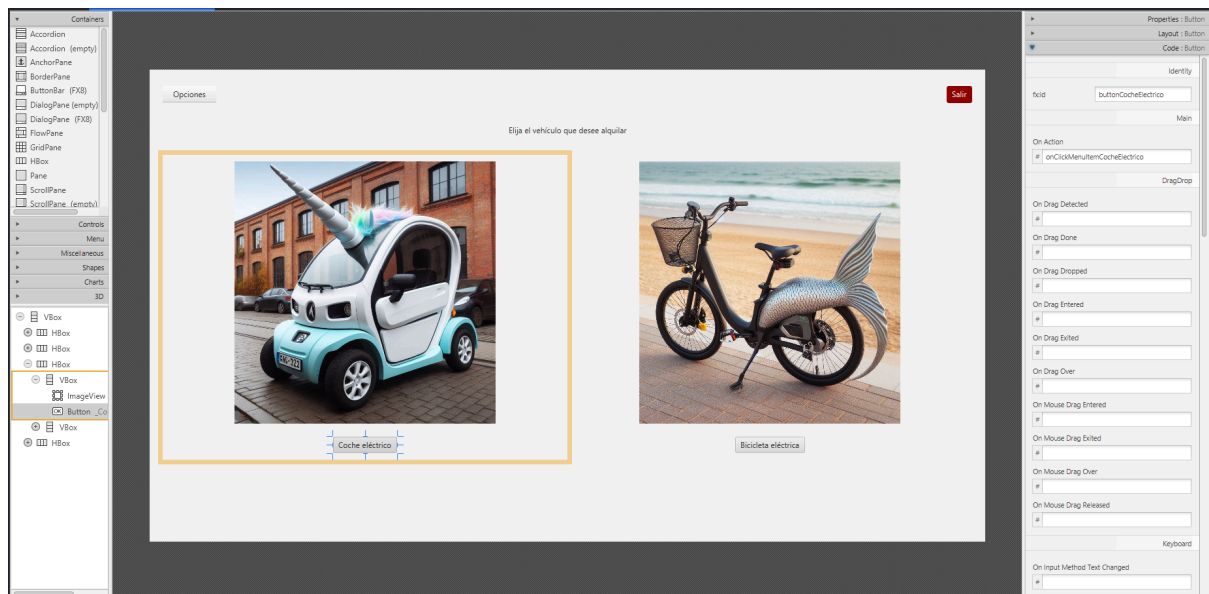 Containers
Accordion
Accordion (empty)
AnchorPane
BorderPane
ButtonBar (FX8)
DialogPane (empty)
DialogPane (FX8)
FlowPane
GridPane
HBox
Pane
ScrollPane
ScrollPane (empty)
Controls
Menu
Miscellaneous
Shapes
Charts
3D
VBox
HBox
HBox
HBox
VBox
ImageView
Button _Co
VBox
HBox
Opciones
Salir
Elija el vehículo que desee alquilar
Coche eléctrico
Bicicleta eléctrica
Properties : Button
Layout : Button
Code : Button
Identity
fx:id
buttonCocheElectrico
Main
On Action
# onClickMenuItemCocheElectrico
DragDrop
On Drag Detected
#
On Drag Done
#
On Drag Dropped
#
On Drag Entered
#
On Drag Exited
#
On Drag Over
#
On Mouse Drag Entered
#
On Mouse Drag Exited
#
On Mouse Drag Over
#
On Mouse Drag Released
#
Keyboard
On Input Method Text Changed
#